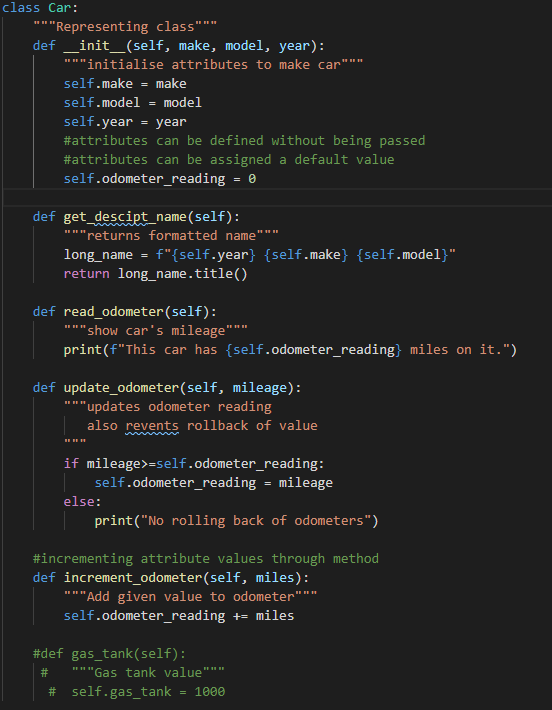 class Car:
    """Representing class"""
    def __init__(self, make, model, year):
        """initialise attributes to make car"""
        self.make = make
        self.model = model
        self.year = year
        #attributes can be defined without being passed
        #attributes can be assigned a default value
        self.odometer_reading = 0

    def get_descipt_name(self):
        """returns formatted name"""
        long_name = f"{self.year} {self.make} {self.model}"
        return long_name.title()

    def read_odometer(self):
        """show car's mileage"""
        print(f"This car has {self.odometer_reading} miles on it.")

    def update_odometer(self, mileage):
        """updates odometer reading
           also revents rollback of value
        """
        if mileage>=self.odometer_reading:
            self.odometer_reading = mileage
        else:
            print("No rolling back of odometers")

    #incrementing attribute values through method
    def increment_odometer(self, miles):
        """Add given value to odometer"""
        self.odometer_reading += miles

    #def gas_tank(self):
     #   """Gas tank value"""
      #  self.gas_tank = 1000